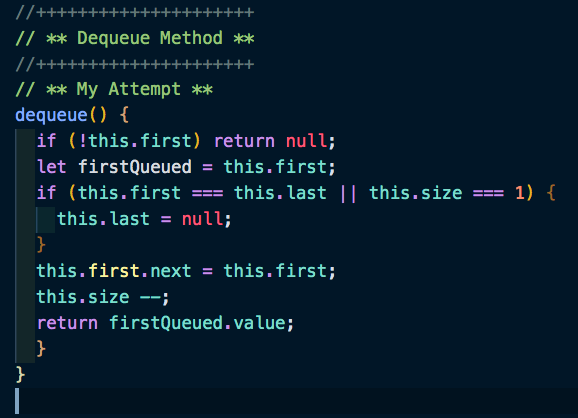 //+++++++++++++++++++++
// ** Dequeue Method **
//+++++++++++++++++++++
// ** My Attempt **
dequeue() {
if (!this.first) return null;
let firstQueued = this.first;
if (this.first === this.last || this.size === 1) {
this.last = null;
}
this.first.next = this.first;
this.size --;
return firstQueued.value;
}
}